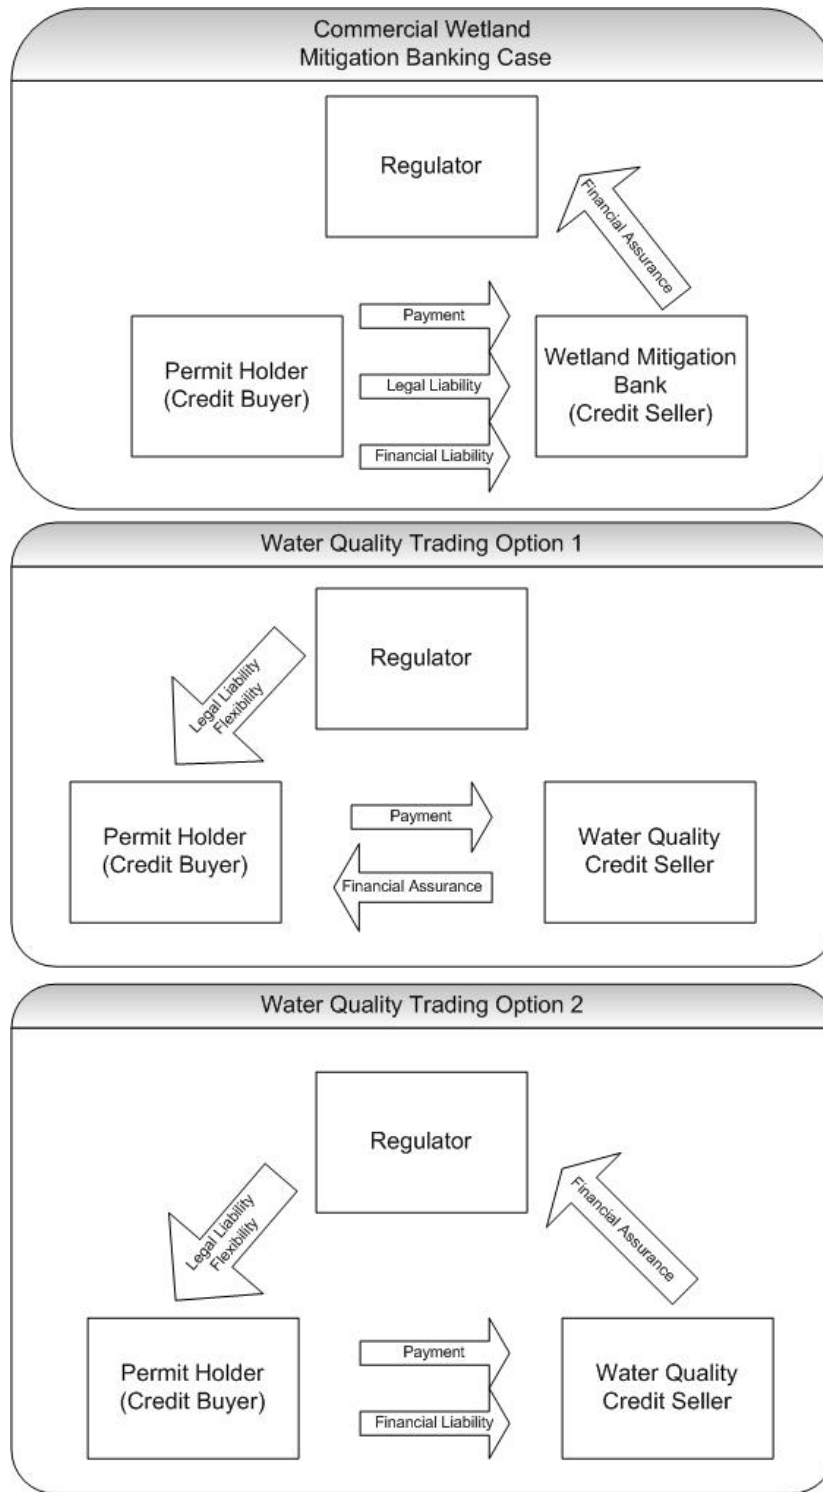 Commercial Wetland
Mitigation Banking Case
Regulator
Financial Assurance
Permit Holder
(Credit Buyer)
Payment
Legal Liability
Financial Liability
Wetland Mitigation
Bank
(Credit Seller)
Water Quality Trading Option 1
Regulator
Legal Liability
Flexibility
Permit Holder
(Credit Buyer)
Payment
Financial Assurance
Water Quality
Credit Seller
Water Quality Trading Option 2
Regulator
Legal Liability
Flexibility
Financial Assurance
Permit Holder
(Credit Buyer)
Payment
Financial Liability
Water Quality
Credit Seller